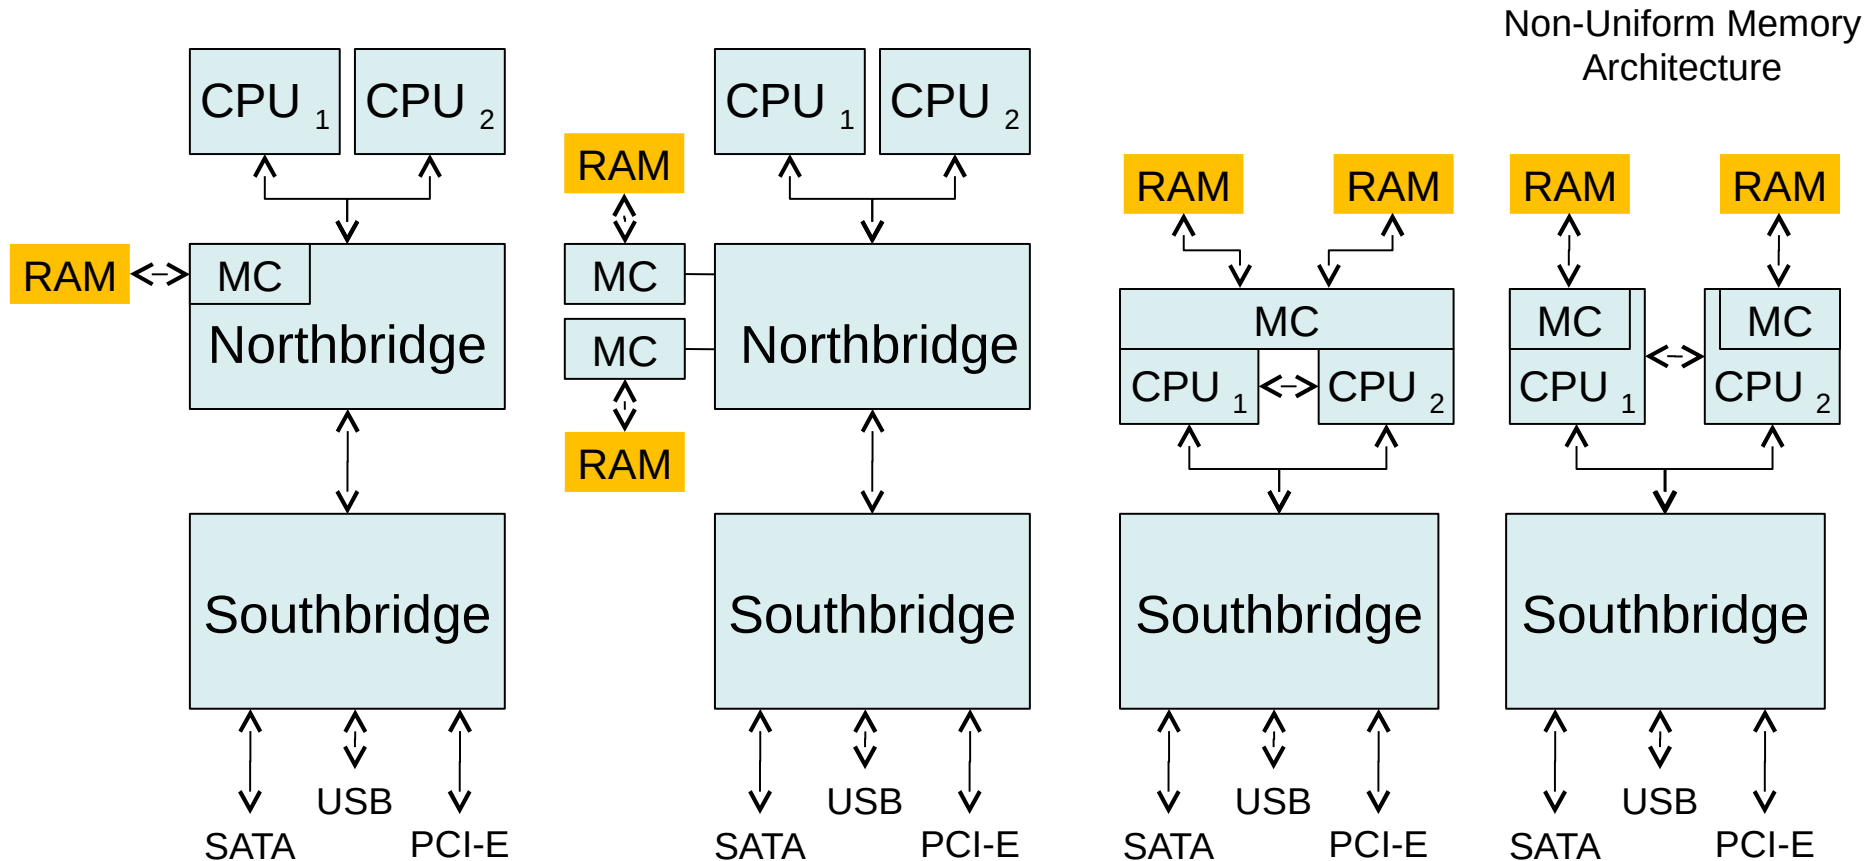 Non-Uniform Memory
Architecture
CPU 1
CPU 2
RAM
MC
Northbridge
Southbridge
USB
SATA
PCI-E
CPU 1
CPU 2
RAM
MC
MC
RAM
Northbridge
Southbridge
USB
SATA
PCI-E
RAM
RAM
MC
CPU 1
CPU 2
Southbridge
USB
SATA
PCI-E
RAM
RAM
MC
MC
CPU 1
CPU 2
Southbridge
USB
SATA
PCI-E